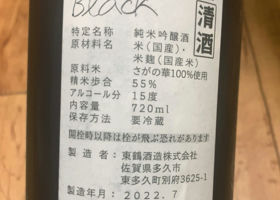 Black
清酒
特定名称 純米吟醸酒
原材料名 米(国産)・
米麹(国産米)
原料米 さがの華100%使用
精米歩合 55%
アルコール分 15度
内容量 720ml
保存方法 要冷蔵
開栓時以降は栓が飛ぶ恐れがあります
製造者：東鶴酒造株式会社
佐賀県多久市
東多久町別府3625-1
製造年月：2022.7